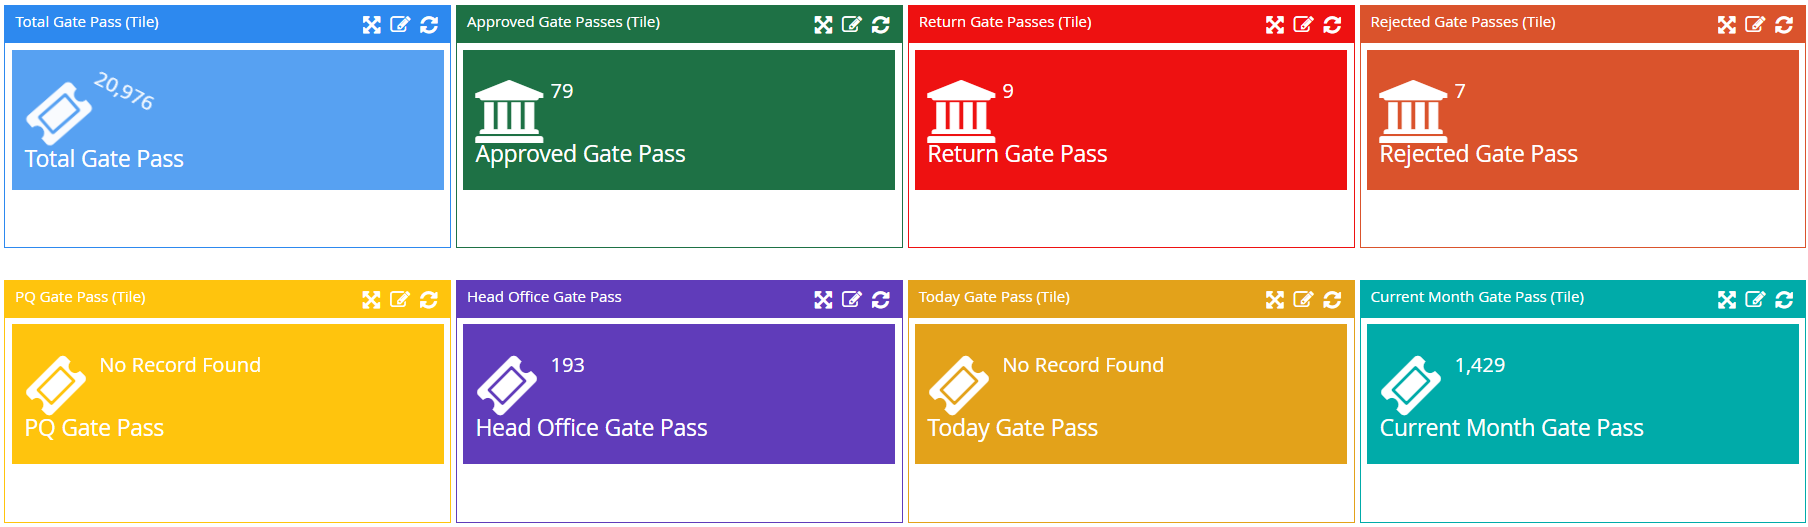 Total Gate Pass (Tile)
20,976
Total Gate Pass
Approved Gate Passes (Tile)
79
Approved Gate Pass
Return Gate Passes (Tile)
9
Return Gate Pass
Rejected Gate Passes (Tile)
7
Rejected Gate Pass
PQ Gate Pass (Tile)
No Record Found
PQ Gate Pass
Head Office Gate Pass
193
Head Office Gate Pass
Today Gate Pass (Tile)
No Record Found
Today Gate Pass
Current Month Gate Pass (Tile)
1,429
Current Month Gate Pass